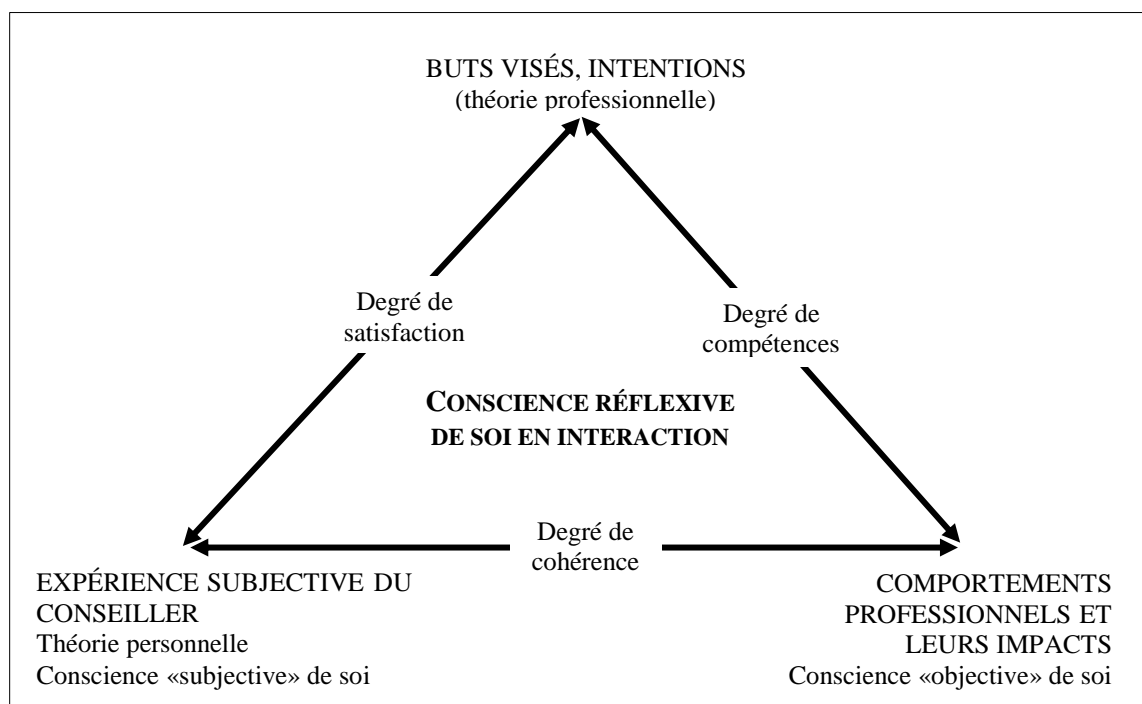 BUTS VISÉS, INTENTIONS
(théorie professionnelle)
Degré de
satisfaction
Degré de
compétences
CONSCIENCE RÉFLEXIVE
DE SOI EN INTERACTION
Degré de
cohérence
EXPÉRIENCE SUBJECTIVE DU
CONSEILLER
Théorie personnelle
Conscience «subjective» de soi
COMPORTEMENTS
PROFESSIONNELS ET
LEURS IMPACTS
Conscience «objective» de soi